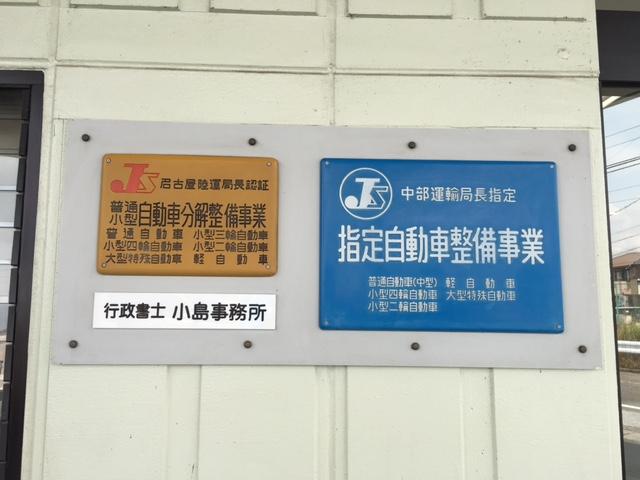 JS 名古屋陸運局長認証
普通
小型 自動車分解整備事業
普通自動車 小型三輪自動車
小型四輪自動車 小型二輪自動車
大型特殊自動車 軽自動車
行政書士 小島事務所
JS 中部運輸局長指定
指定自動車整備事業
普通自動車(中型) 軽自動車
小型四輪自動車 大型特殊自動車
小型二輪自動車